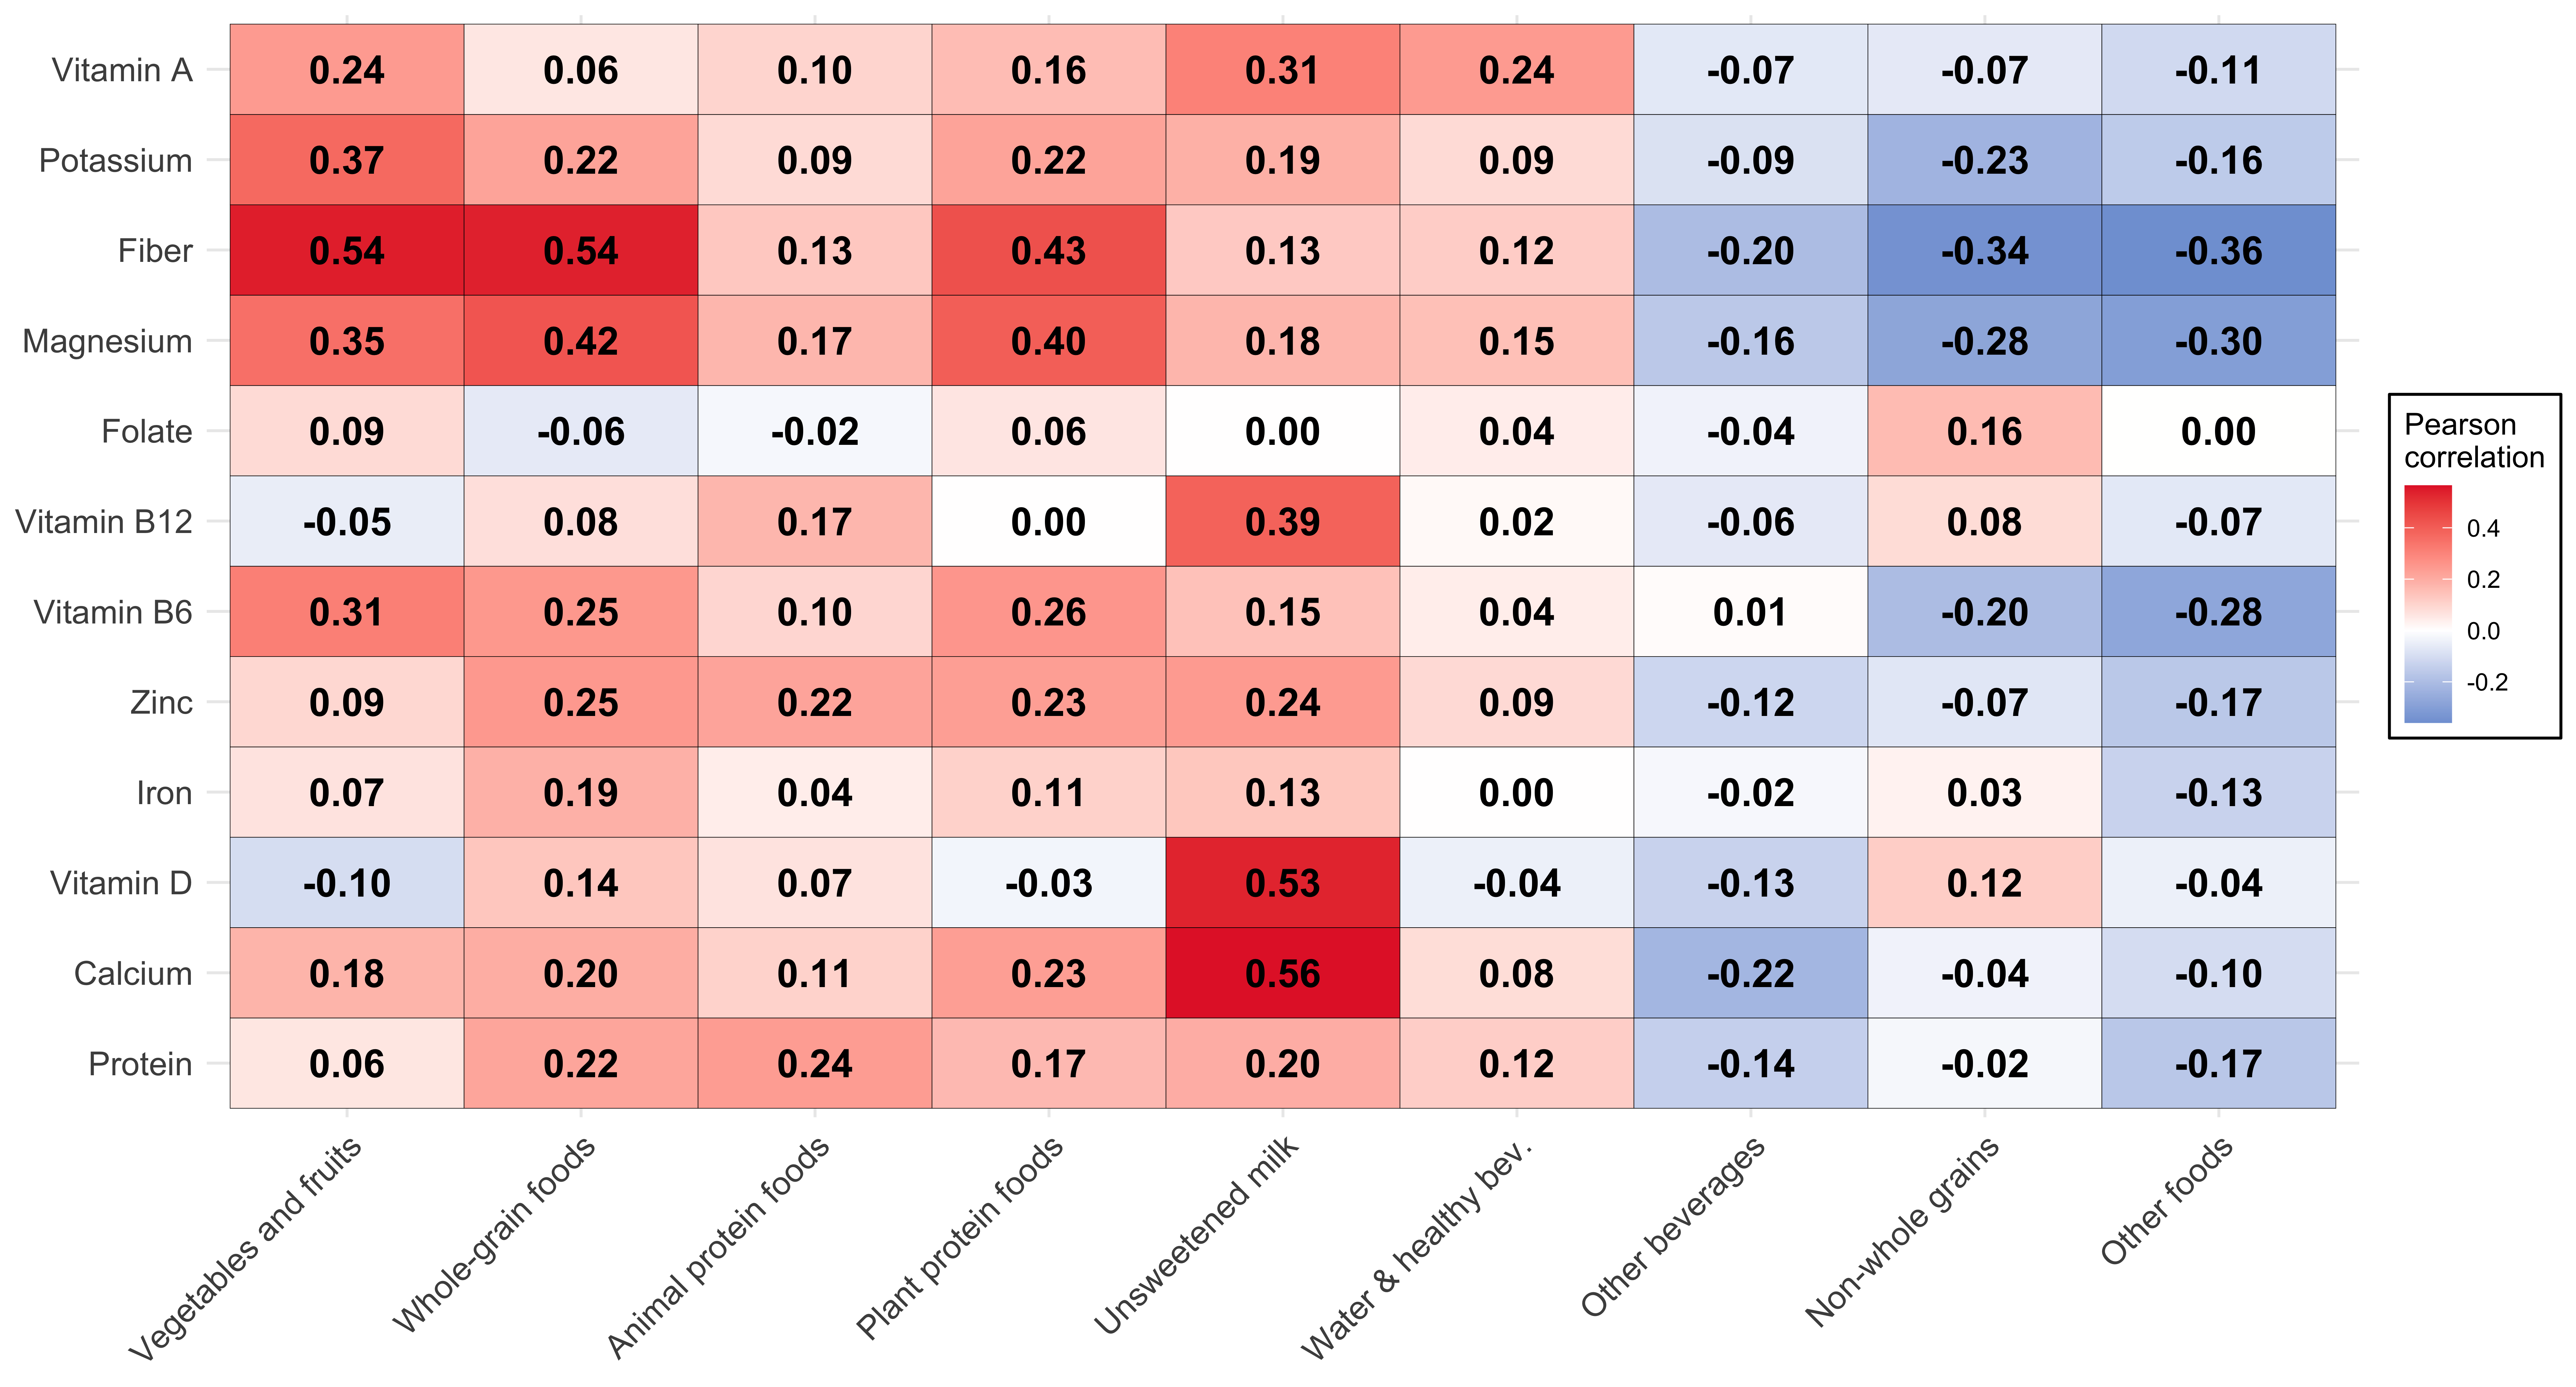 Vitamin A 0.24 0.06 0.10 0.16 0.31 0.24 -0.07 -0.07 -0.11
Potassium 0.37 0.22 0.09 0.22 0.19 0.09 -0.09 -0.23 -0.16
Fiber 0.54 0.54 0.13 0.43 0.13 0.12 -0.20 -0.34 -0.36
Magnesium 0.35 0.42 0.17 0.40 0.18 0.15 -0.16 -0.28 -0.30
Folate 0.09 -0.06 -0.02 0.06 0.00 0.04 -0.04 0.16 0.00
Vitamin B12 -0.05 0.08 0.17 0.00 0.39 0.02 -0.06 0.08 -0.07
Vitamin B6 0.31 0.25 0.10 0.26 0.15 0.04 0.01 -0.20 -0.28
Zinc 0.09 0.25 0.22 0.23 0.24 0.09 -0.12 -0.07 -0.17
Iron 0.07 0.19 0.04 0.11 0.13 0.00 -0.02 0.03 -0.13
Vitamin D -0.10 0.14 0.07 -0.03 0.53 -0.04 -0.13 0.12 -0.04
Calcium 0.18 0.20 0.11 0.23 0.56 0.08 -0.22 -0.04 -0.10
Protein 0.06 0.22 0.24 0.17 0.20 0.12 -0.14 -0.02 -0.17
Vegetables and fruits
Whole-grain foods
Animal protein foods
Plant protein foods
Unsweetened milk
Water & healthy bev.
Other beverages
Non-whole grains
Other foods
Pearson
correlation
0.4
0.2
0.0
-0.2